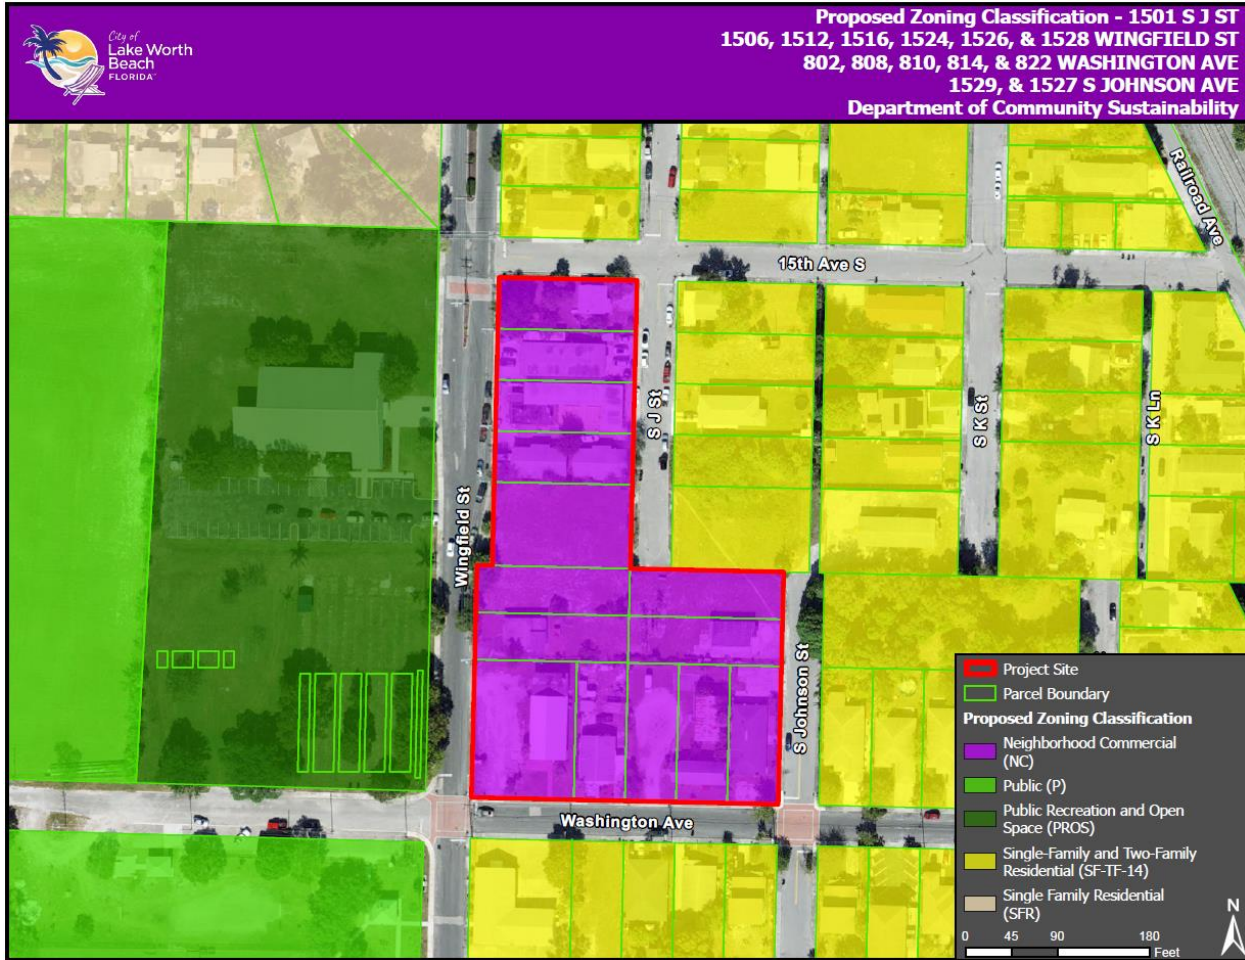 City of
Lake Worth
Beach
FLORIDA
Proposed Zoning Classification - 1501 S J ST
1506, 1512, 1516, 1524, 1526, & 1528 WINGFIELD ST
802, 808, 810, 814, & 822 WASHINGTON AVE
1529, & 1527 S JOHNSON AVE
Department of Community Sustainability
Railroad Ave
15th Ave S
S J St
S K St
S K Ln
Wingfield St
S Johnson St
Washington Ave
Project Site
Parcel Boundary
Proposed Zoning Classification
Neighborhood Commercial
(NC)
Public (P)
Public Recreation and Open
Space (PROS)
Single-Family and Two-Family
Residential (SF-TF-14)
Single Family Residential
(SFR)
0 45 90 180
Feet
N